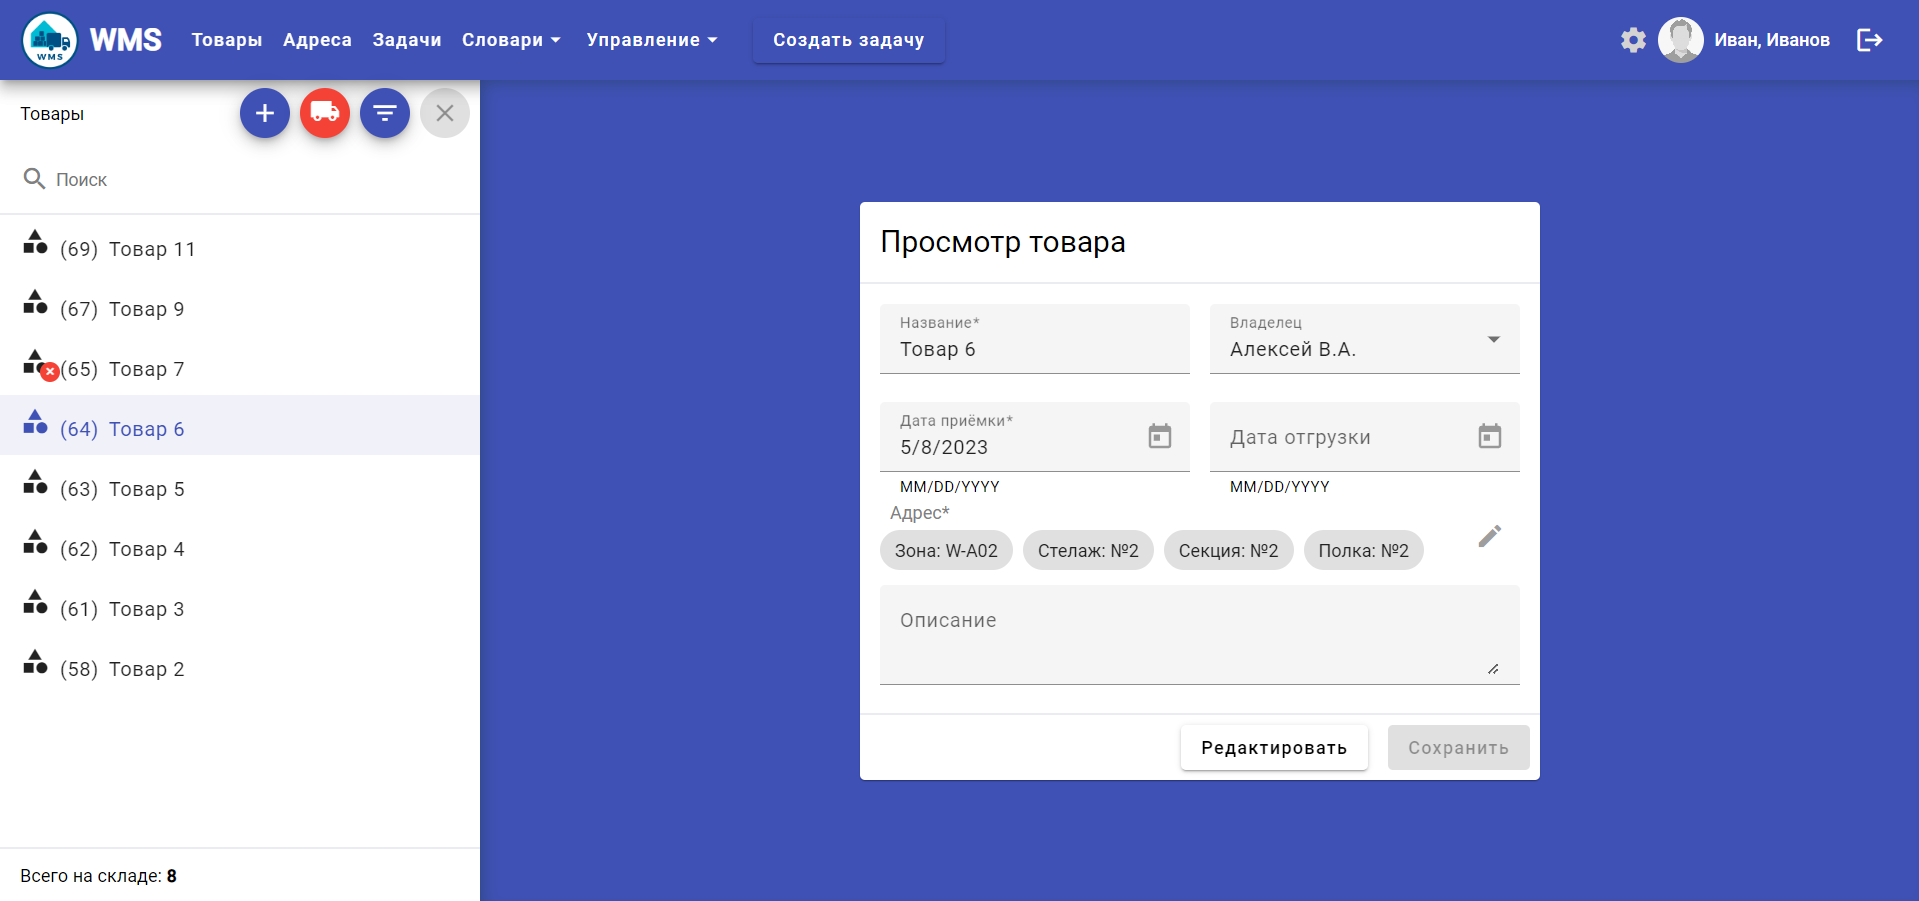 WMS
WMS
Товары
Адреса
Задачи
Словари
Управление
Создать задачу
Иван, Иванов
Товары
Поиск
(69) Товар 11
(67) Товар 9
(65) Товар 7
(64) Товар 6
(63) Товар 5
(62) Товар 4
(61) Товар 3
(58) Товар 2
Всего на складе: 8
Просмотр товара
Название*
Товар 6
Владелец
Алексей В.А.
Дата приёмки*
5/8/2023
MM/DD/YYYY
Дата отгрузки
MM/DD/YYYY
Адрес*
Зона: W-A02
Стелаж: №2
Секция: №2
Полка: №2
Описание
Редактировать
Сохранить